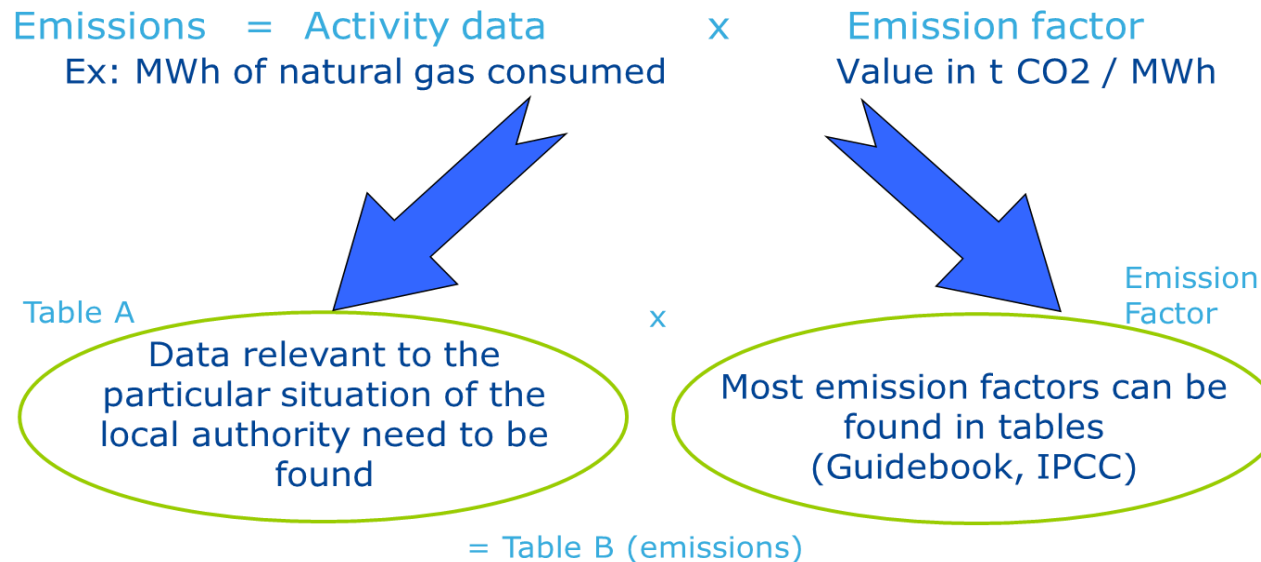 Emissions = Activity data x Emission factor
Ex: MWh of natural gas consumed Value in t CO2 / MWh
Table A
Data relevant to the
particular situation of the
local authority need to be
found
x
Emission
Factor
Most emission factors can be
found in tables
(Guidebook, IPCC)
= Table B (emissions)